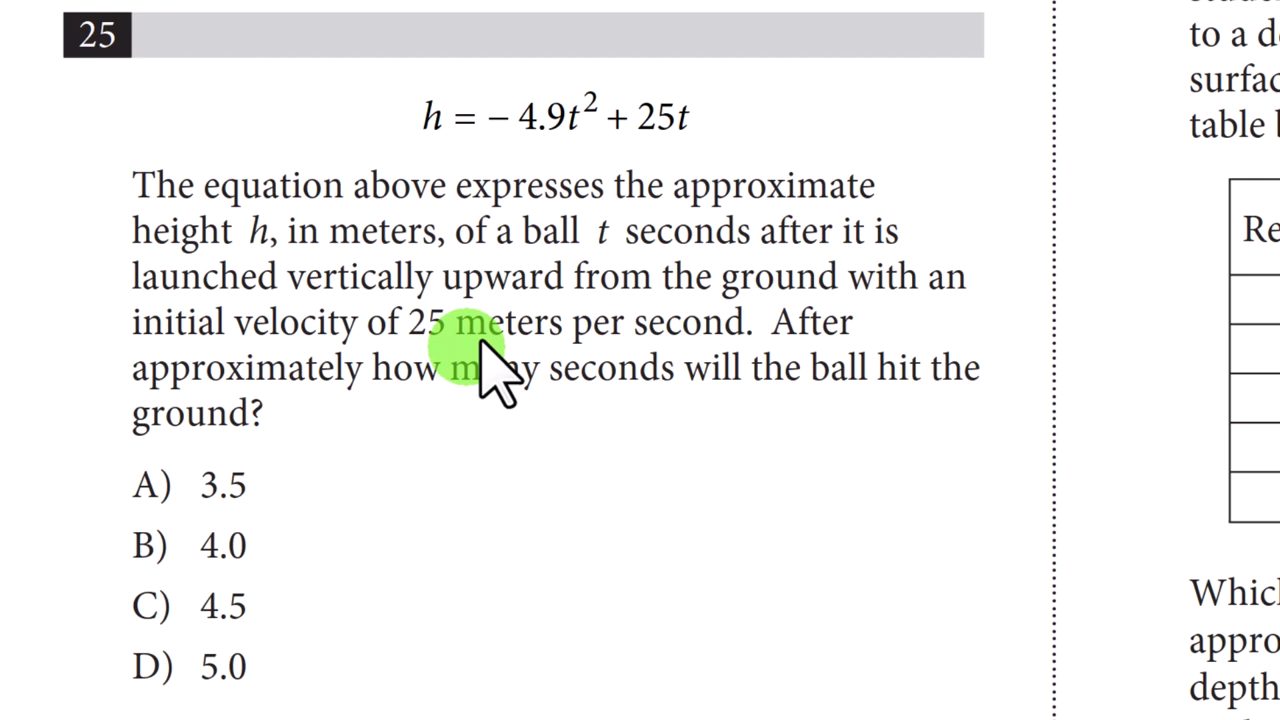 25
h = − 4.9t² + 25t
The equation above expresses the approximate
height h, in meters, of a ball t seconds after it is
launched vertically upward from the ground with an
initial velocity of 25 meters per second. After
approximately how many seconds will the ball hit the
ground?
A) 3.5
B) 4.0
C) 4.5
D) 5.0
to a
surfac
table
Re
Whic
appro
depth